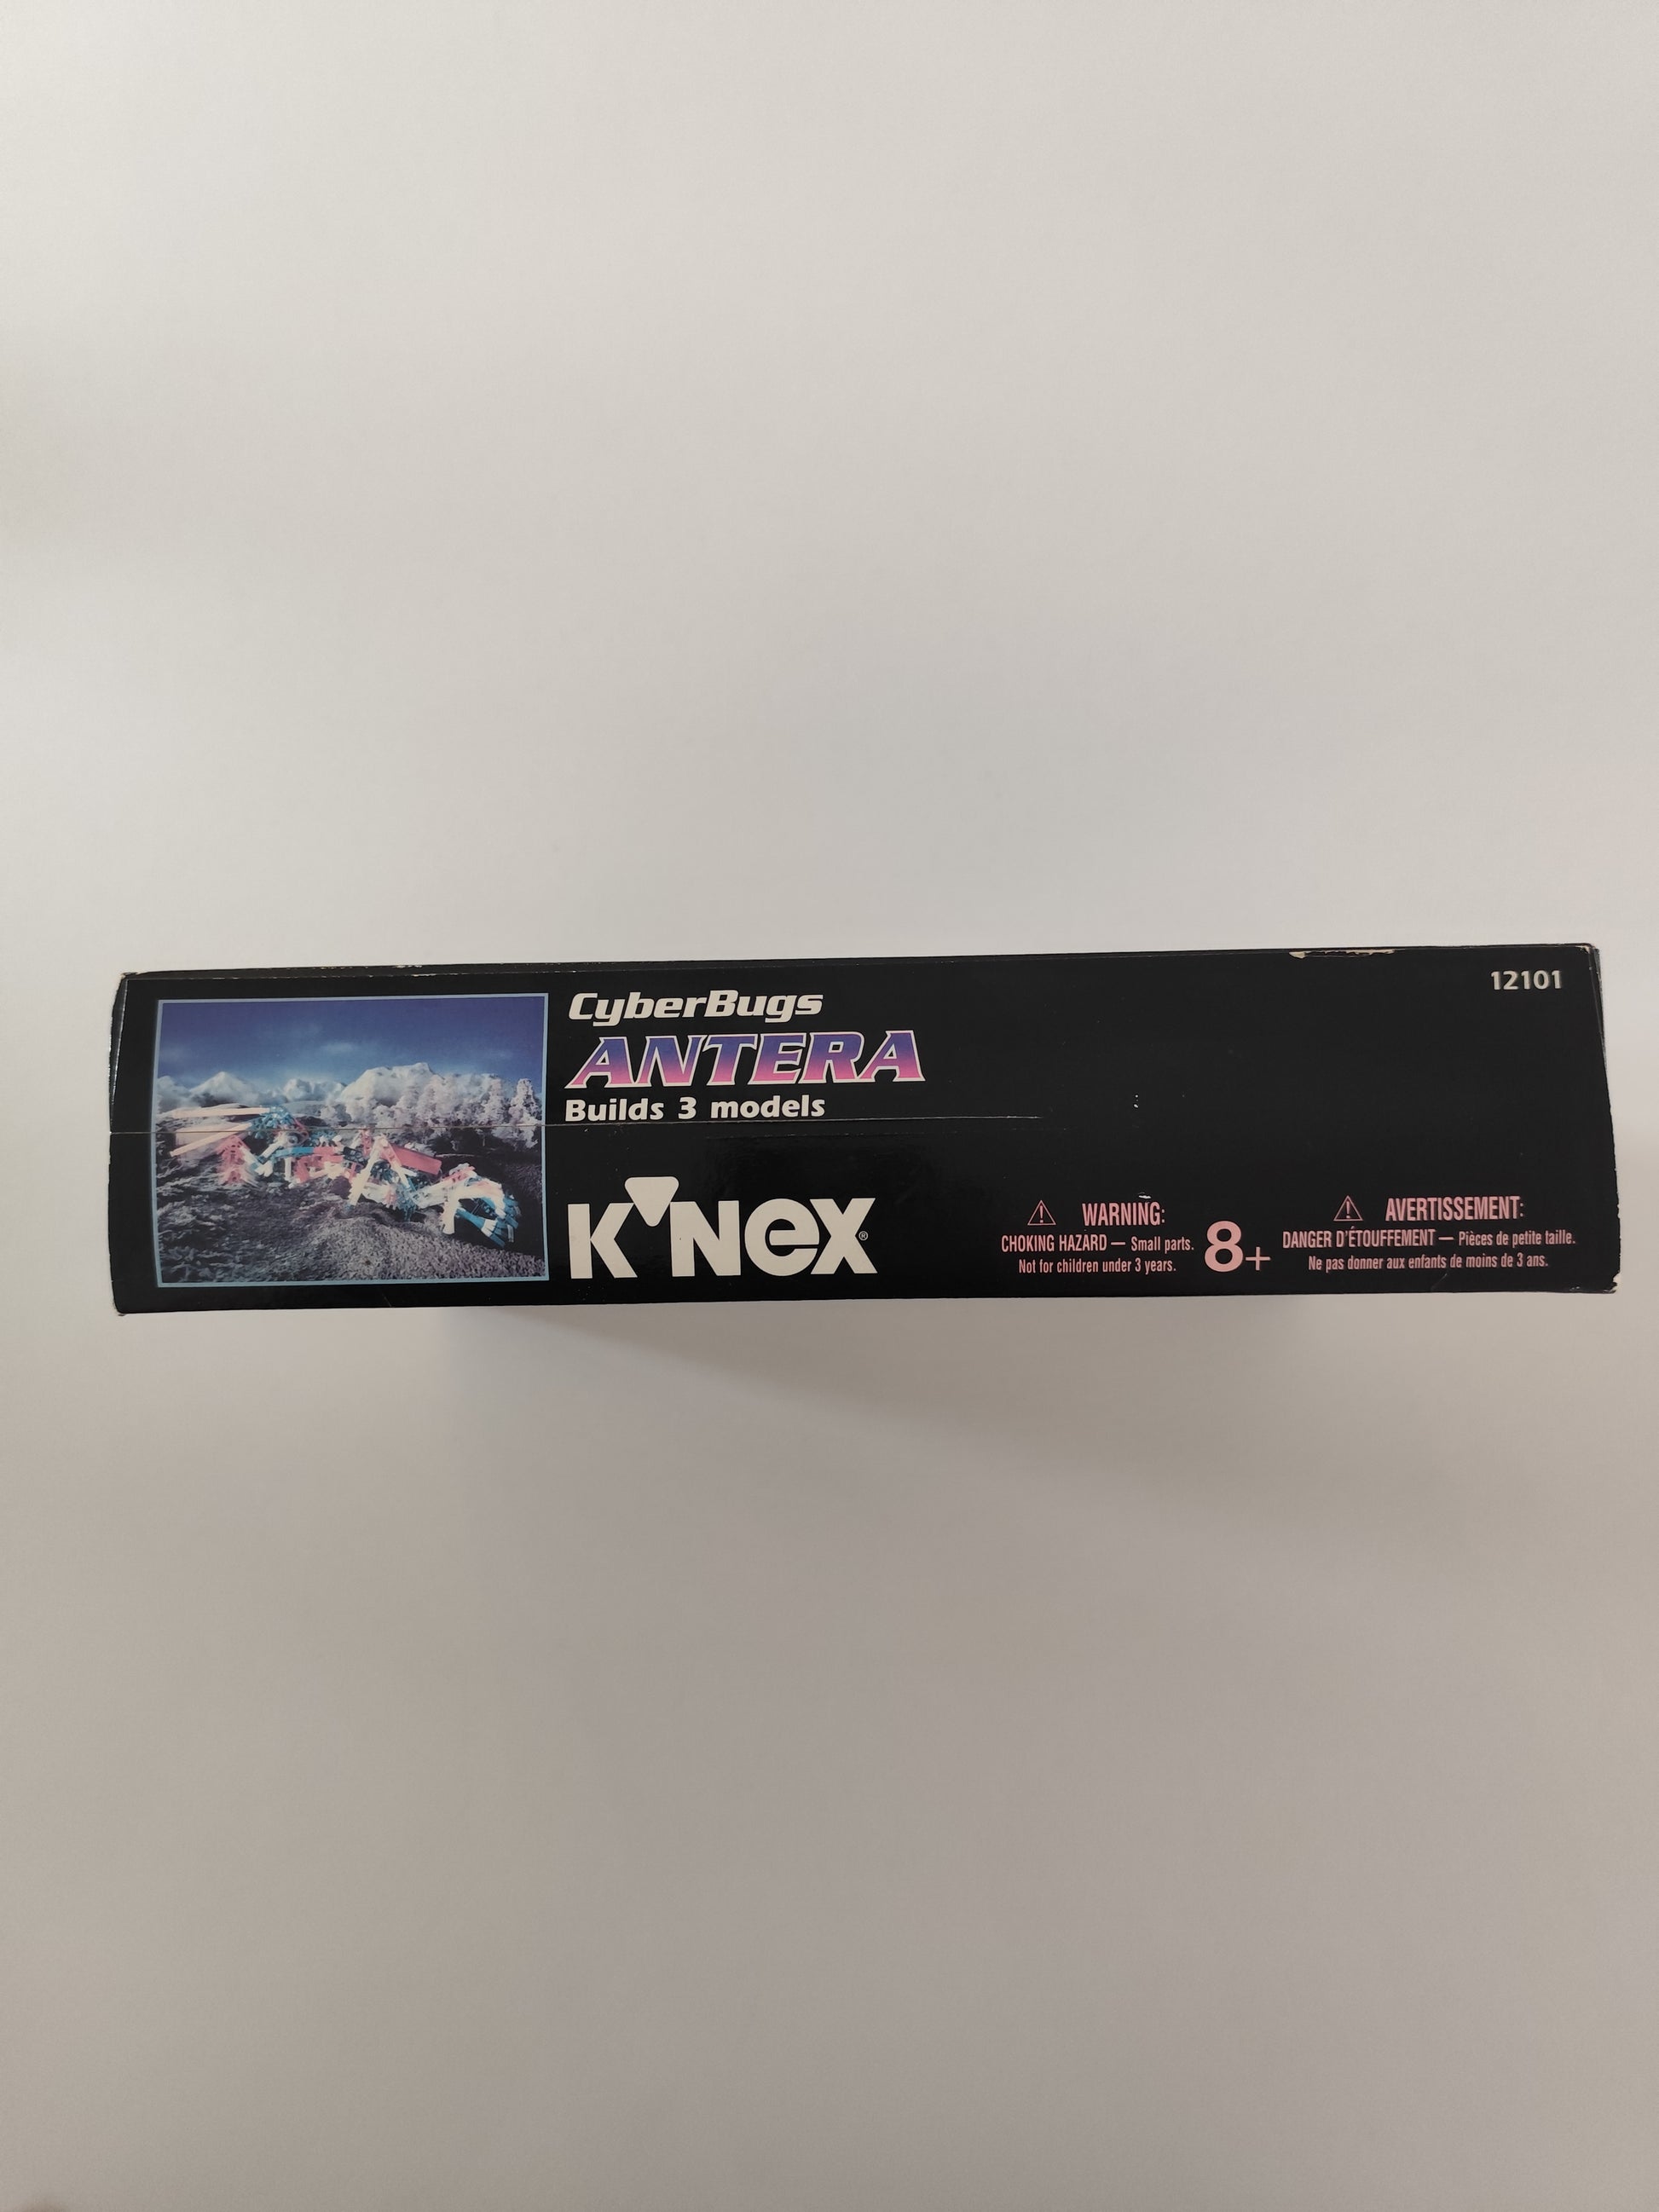 12101
CyberBugs
ANTERA
Builds 3 models
K'NEX®
WARNING:
CHOKING HAZARD — Small parts.
Not for children under 3 years.
8+
AVERTISSEMENT:
DANGER D'ÉTOUFFEMENT — Pièces de petite taille.
Ne pas donner aux enfants de moins de 3 ans.